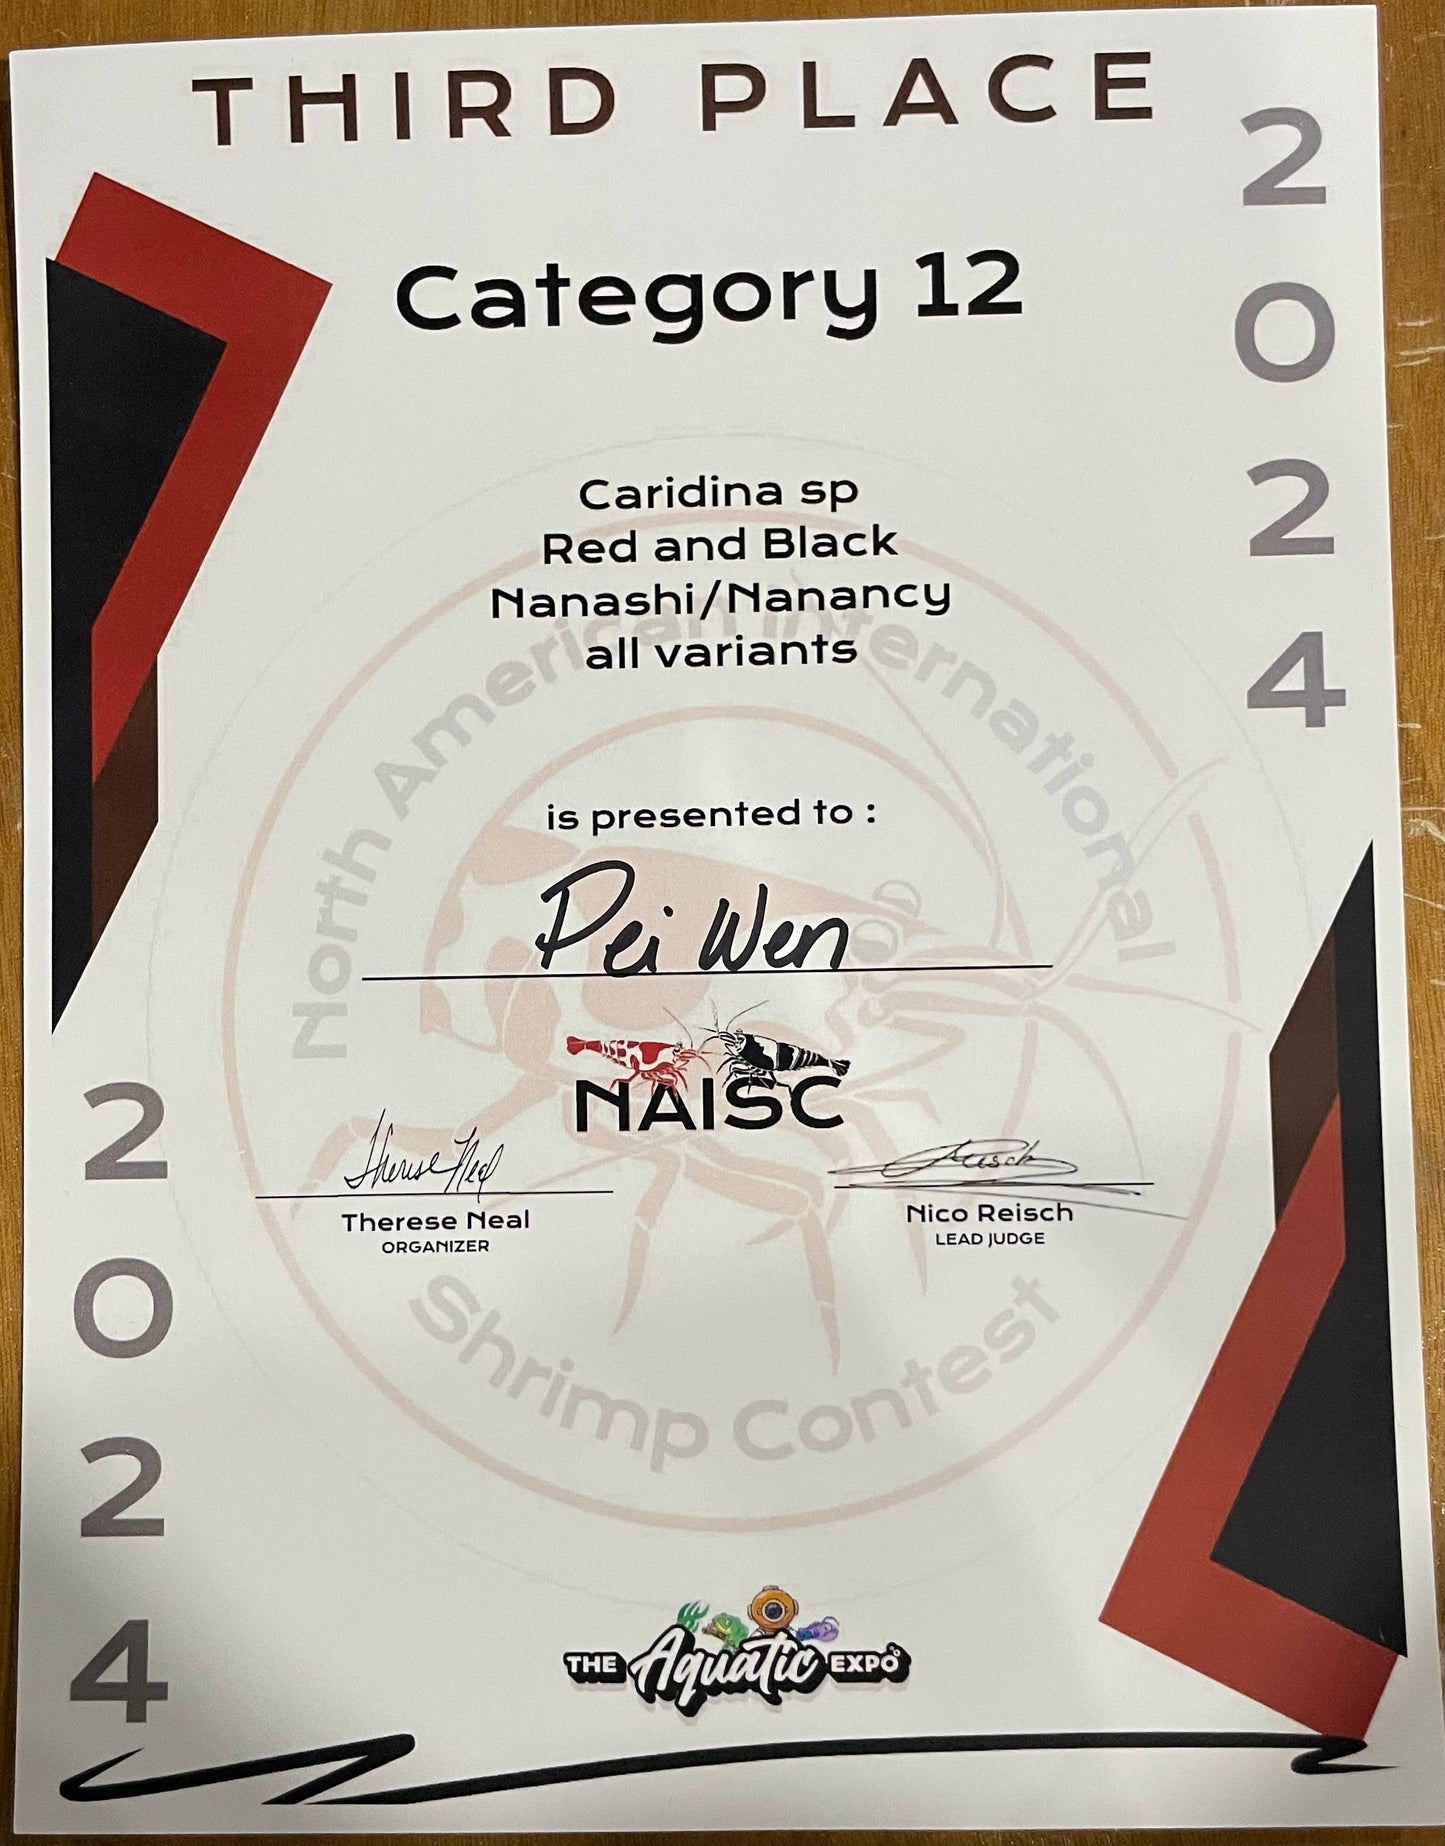 THIRD PLACE
2024
Category 12
Caridina sp
Red and Black
Nanashi/Nanancy
all variants
North American International
is presented to :
Pei Wen
NAISC
Therese Neal
Therese Neal
ORGANIZER
Reisch
Nico Reisch
LEAD JUDGE
Shrimp Contest
2024
THE Aquatic EXPO